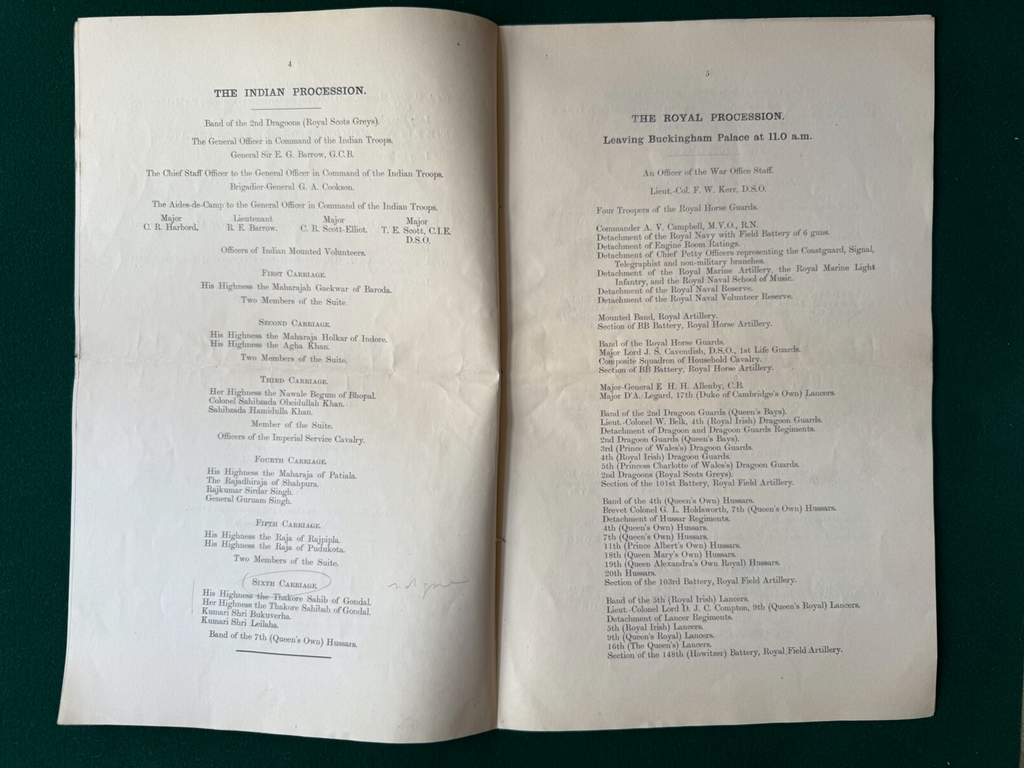 4
THE INDIAN PROCESSION.
Band of the 2nd Dragoons (Royal Scots Greys).
The General Officer in Command of the Indian Troops,
General Sir E. G. Barrow, G.C.B.
The Chief Staff Officer to the General Officer in Command of the Indian Troops,
Brigadier-General G. A. Cookson.
The Aides-de-Camp to the General Officer in Command of the Indian Troops.
Major Lieutenant Major Major
C. R. Harbord, R. E. Barrow. C. R. Scott-Elliot. T. E. Scott, C.I.E.
D.S.O.
Officers of Indian Mounted Volunteers.
FIRST CARRIAGE.
His Highness the Maharajah Gaekwar of Baroda.
Two Members of the Suite.
SECOND CARRIAGE.
His Highness the Maharaja Holkar of Indore.
His Highness the Agha Khan.
Two Members of the Suite.
THIRD CARRIAGE.
Her Highness the Nawale Begum of Bhopal.
Colonel Sahibzada Obeidullah Khan.
Sahibzada Hamidulla Khan.
Member of the Suite.
Officers of the Imperial Service Cavalry.
FOURTH CARRIAGE.
His Highness the Maharaja of Patiala.
The Rajadhiraja of Shahpura.
Rajkumar Sirdar Singh.
General Gurnam Singh.
FIFTH CARRIAGE.
His Highness the Raja of Rajpipla.
His Highness the Raja of Pudukota.
Two Members of the Suite.
SIXTH CARRIAGE.
His Highness the Thakore Sahib of Gondal.
Her Highness the Thakore Sahibah of Gondal.
Kumari Shri Bukuverha.
Kumari Shri Leilaha.
Band of the 7th (Queen's Own) Hussars.
5
THE ROYAL PROCESSION.
Leaving Buckingham Palace at 11.0 a.m.
An Officer of the War Office Staff.
Lieut.-Col. F. W. Kerr, D.S.O.
Four Troopers of the Royal Horse Guards.
Commander A. V. Campbell, M.V.O., R.N.
Detachment of the Royal Navy with Field Battery of 6 guns.
Detachment of Engine Room Ratings.
Detachment of Chief Petty Officers representing the Coastguard, Signal,
Telegraphist and non-military branches.
Detachment of the Royal Marine Artillery, the Royal Marine Light
Infantry, and the Royal Naval School of Music.
Detachment of the Royal Naval Reserve.
Detachment of the Royal Naval Volunteer Reserve.
Mounted Band, Royal Artillery.
Section of BB Battery, Royal Horse Artillery.
Band of the Royal Horse Guards.
Major Lord J. S. Cavendish, D.S.O., 1st Life Guards.
Composite Squadron of Household Cavalry.
Section of BB Battery, Royal Horse Artillery.
Major-General E. H. H. Allenby, C.B.
Major D'A. Legard, 17th (Duke of Cambridge's Own) Lancers.
Band of the 2nd Dragoon Guards (Queen's Bays).
Lieut.-Colonel W. Belk, 4th (Royal Irish) Dragoon Guards.
Detachment of Dragoon and Dragoon Guards Regiments.
2nd Dragoon Guards (Queen's Bays).
3rd (Prince of Wales's) Dragoon Guards.
4th (Royal Irish) Dragoon Guards.
5th (Princess Charlotte of Wales's) Dragoon Guards.
2nd Dragoons (Royal Scots Greys).
Section of the 101st Battery, Royal Field Artillery.
Band of the 4th (Queen's Own) Hussars.
Brevet Colonel G. L. Holdsworth, 7th (Queen's Own) Hussars.
Detachment of Hussar Regiments.
4th (Queen's Own) Hussars.
7th (Queen's Own) Hussars.
11th (Prince Albert's Own) Hussars.
18th (Queen Mary's Own) Hussars.
19th (Queen Alexandra's Own Royal) Hussars.
20th Hussars.
Section of the 103rd Battery, Royal Field Artillery.
Band of the 5th (Royal Irish) Lancers.
Lieut.-Colonel Lord D. J. C. Compton, 9th (Queen's Royal) Lancers.
Detachment of Lancer Regiments.
5th (Royal Irish) Lancers.
9th (Queen's Royal) Lancers.
16th (The Queen's) Lancers.
Section of the 148th (Howitzer) Battery, Royal Field Artillery.